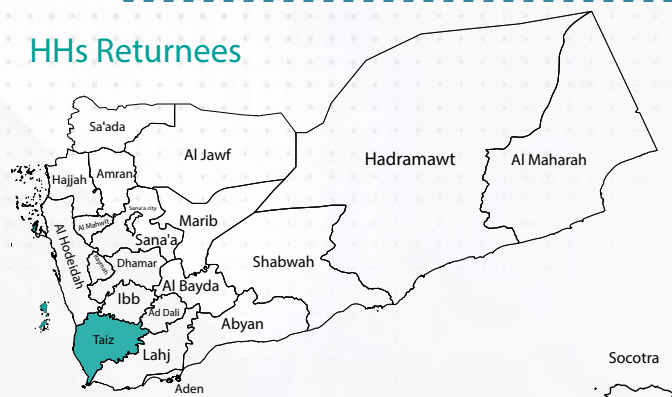 HHs Returnees
Sa'ada
Al Jawf
Hadramawt
Al Maharah
Hajjah
Amran
Sana'a city
Marib
Al Mahwit
Sana'a
Al Hodeidah
Raymah
Dhamar
Shabwah
Al Bayda
Ibb
Ad Dali
Abyan
Taiz
Lahj
Aden
Socotra